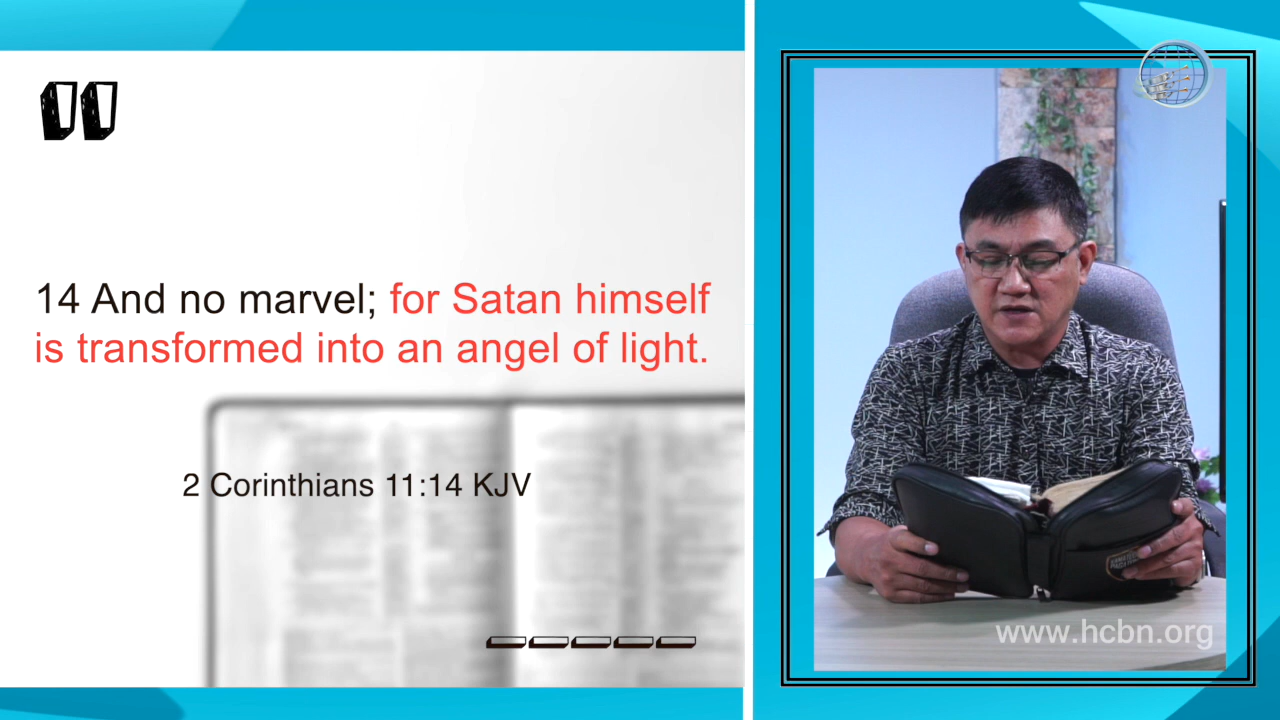 14 And no marvel; for Satan himself
is transformed into an angel of light.
2 Corinthians 11:14 KJV
www.hcbn.org